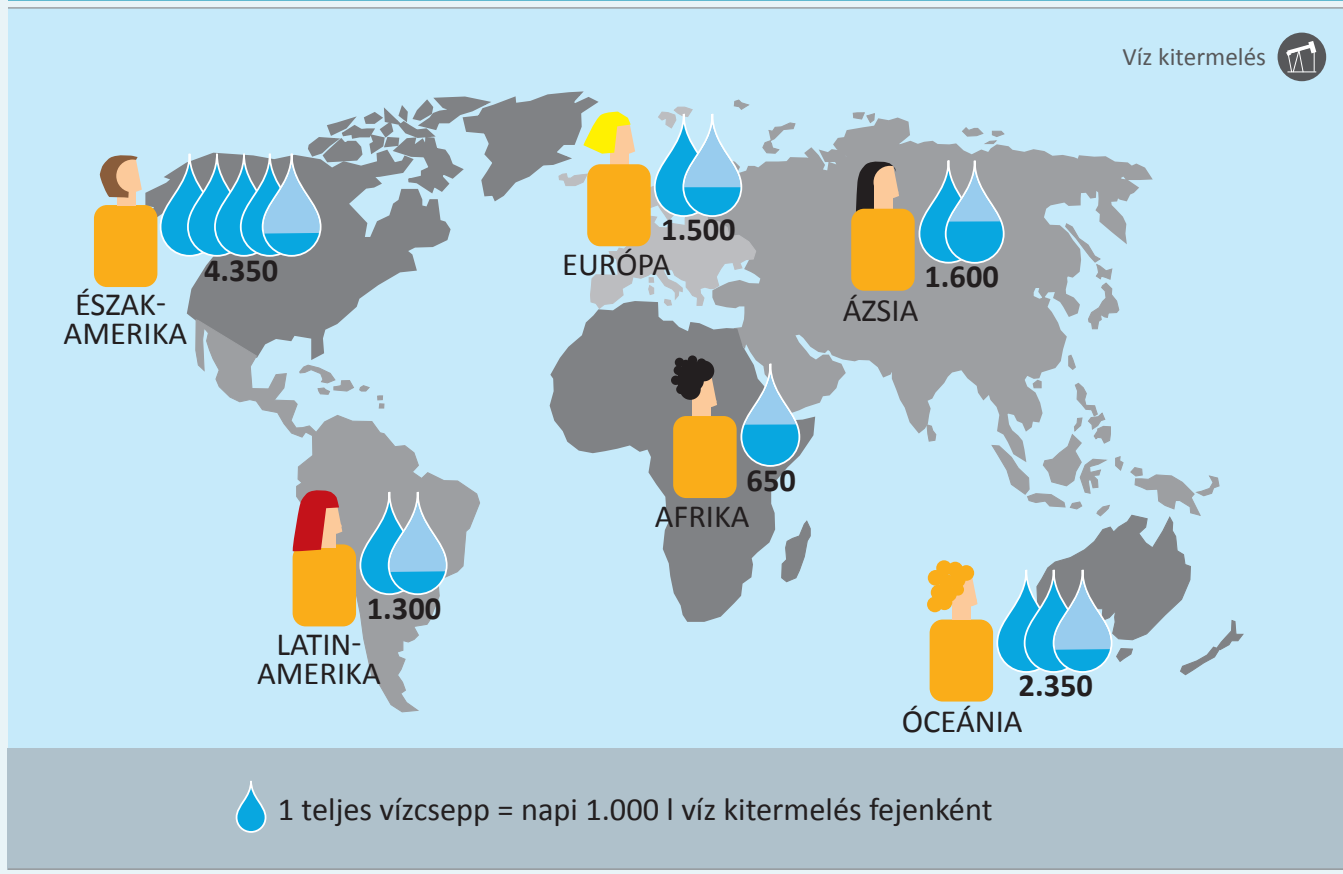 Víz kitermelés
4.350
ÉSZAK-
AMERIKA
1.500
EURÓPA
1.600
ÁZSIA
650
AFRIKA
1.300
LATIN-
AMERIKA
2.350
ÓCEÁNIA
1 teljes vízcsepp = napi 1.000 l víz kitermelés fejenként